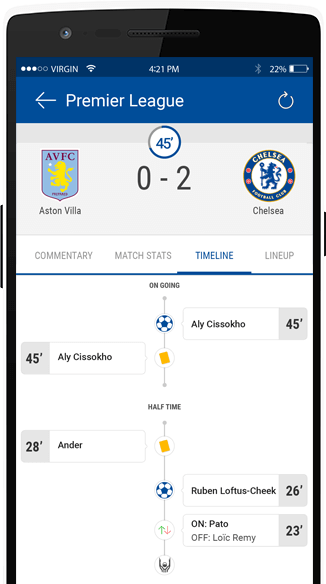 VIRGIN 4:21 PM 22%
Premier League
45’
AVFC CHELSEA
FOOTBALL CLUB
0 - 2
Aston Villa Chelsea
COMMENTARY MATCH STATS TIMELINE LINEUP
ON GOING
Aly Cissokho 45’
45’ Aly Cissokho
HALF TIME
28’ Ander
Ruben Loftus-Cheek 26’
ON: Pato 23’
OFF: Loïc Remy